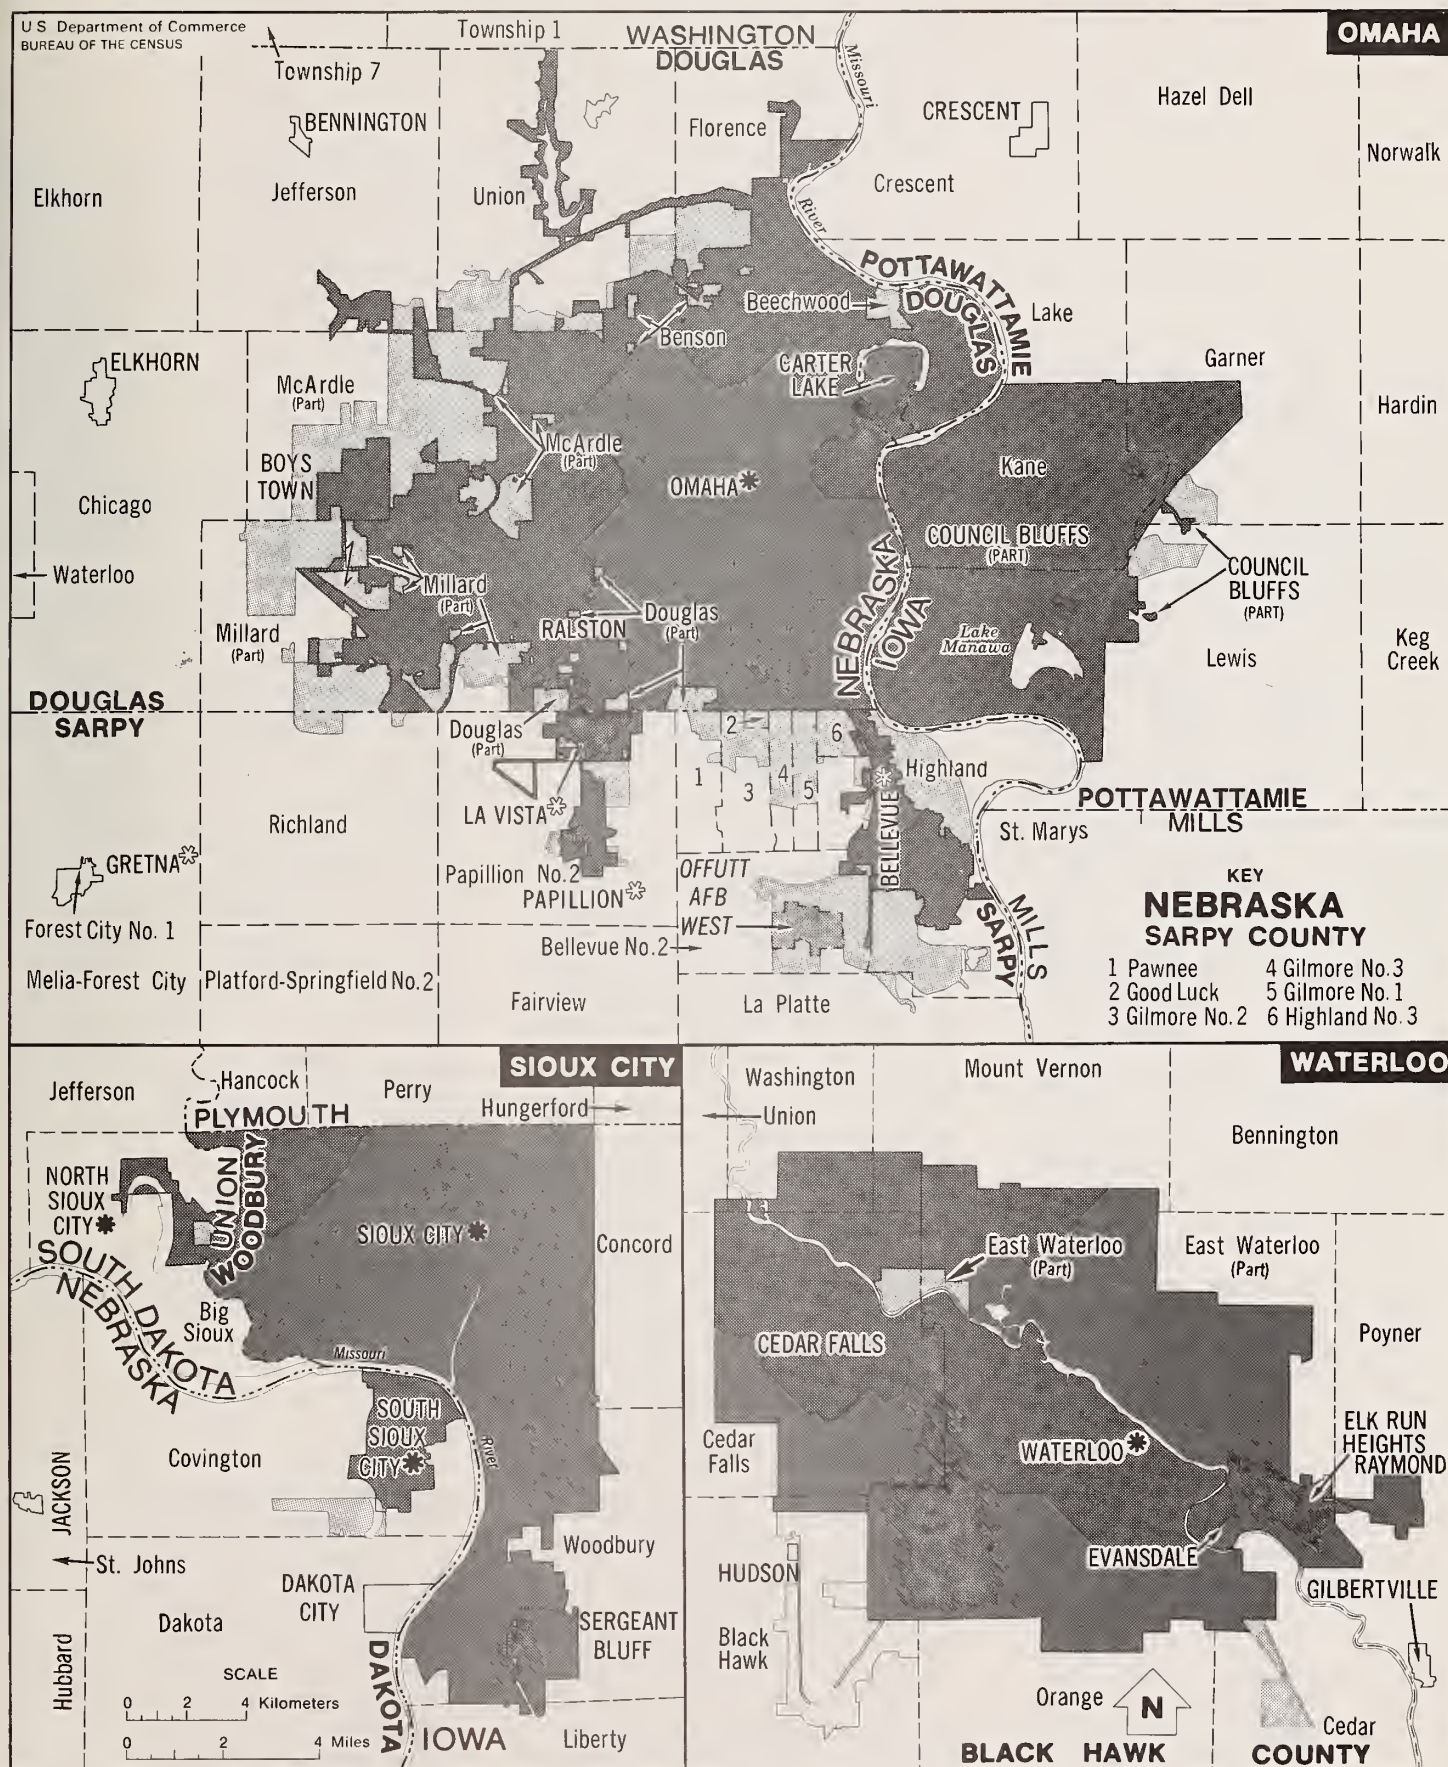 U S Department of Commerce
BUREAU OF THE CENSUS
Township 7
Township 1
WASHINGTON
DOUGLAS
OMAHA
Missouri
River
BENNINGTON
Florence
CRESCENT
Hazel Dell
Norwalk
Elkhorn
Jefferson
Union
Crescent
POTTAWATTAMIE
DOUGLAS
Beechwood
Lake
Benson
ELKHORN
McArdle
(Part)
CARTER
LAKE
Garner
Hardin
BOYS
TOWN
McArdle
(Part)
OMAHA
Kane
Chicago
COUNCIL BLUFFS
(PART)
Waterloo
Millard
(Part)
NEBRASKA
IOWA
COUNCIL
BLUFFS
(PART)
RALSTON
Douglas
(Part)
Millard
(Part)
Lake
Manawa
Lewis
Keg
Creek
DOUGLAS
SARPY
Douglas
(Part)
2
6
1
3
4
5
Highland
LA VISTA
BELLEVUE
POTTAWATTAMIE
MILLS
Richland
St. Marys
GRETNA
Papillion No.2
PAPILLION
OFFUTT
AFB
WEST
Forest City No. 1
Bellevue No.2
MILLS
SARPY
Melia-Forest City
Platford-Springfield No.2
Fairview
La Platte
KEY
NEBRASKA
SARPY COUNTY
1 Pawnee
2 Good Luck
3 Gilmore No.2
4 Gilmore No.3
5 Gilmore No.1
6 Highland No.3
SIOUX CITY
Jefferson
Hancock
Perry
Hungerford
PLYMOUTH
NORTH
SIOUX
CITY
UNION
WOODBURY
SIOUX CITY
Concord
SOUTH DAKOTA
NEBRASKA
Big
Sioux
Missouri
River
SOUTH
SIOUX
CITY
Covington
JACKSON
St. Johns
Woodbury
DAKOTA
CITY
Dakota
SERGEANT
BLUFF
Hubbard
SCALE
0 2 4 Kilometers
0 2 4 Miles
DAKOTA
IOWA
Liberty
WATERLOO
Washington
Union
Mount Vernon
Bennington
East Waterloo
(Part)
East Waterloo
(Part)
CEDAR FALLS
Poyner
Cedar
Falls
WATERLOO
ELK RUN
HEIGHTS
RAYMOND
EVANSDALE
HUDSON
GILBERTVILLE
Black
Hawk
Orange
N
Cedar
BLACK HAWK COUNTY